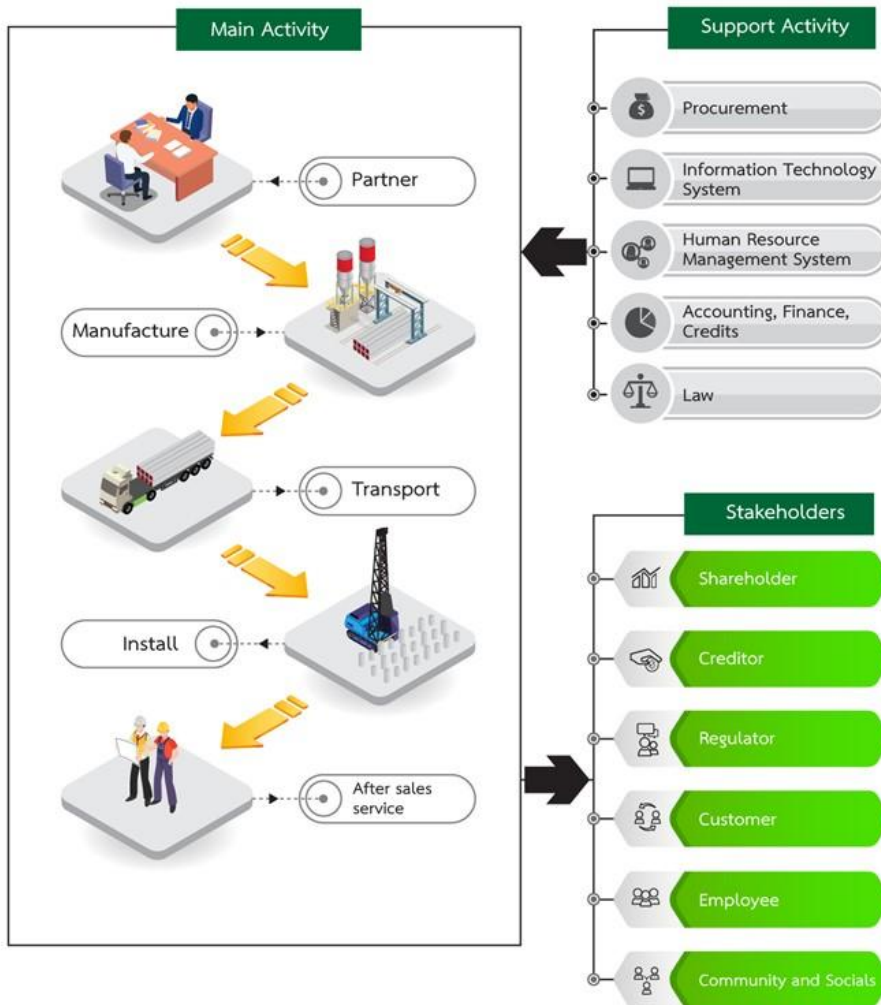 Main Activity
Partner
Manufacture
Transport
Install
After sales
service
Support Activity
Procurement
Information Technology
System
Human Resource
Management System
Accounting, Finance,
Credits
Law
Stakeholders
Shareholder
Creditor
Regulator
Customer
Employee
Community and Socials